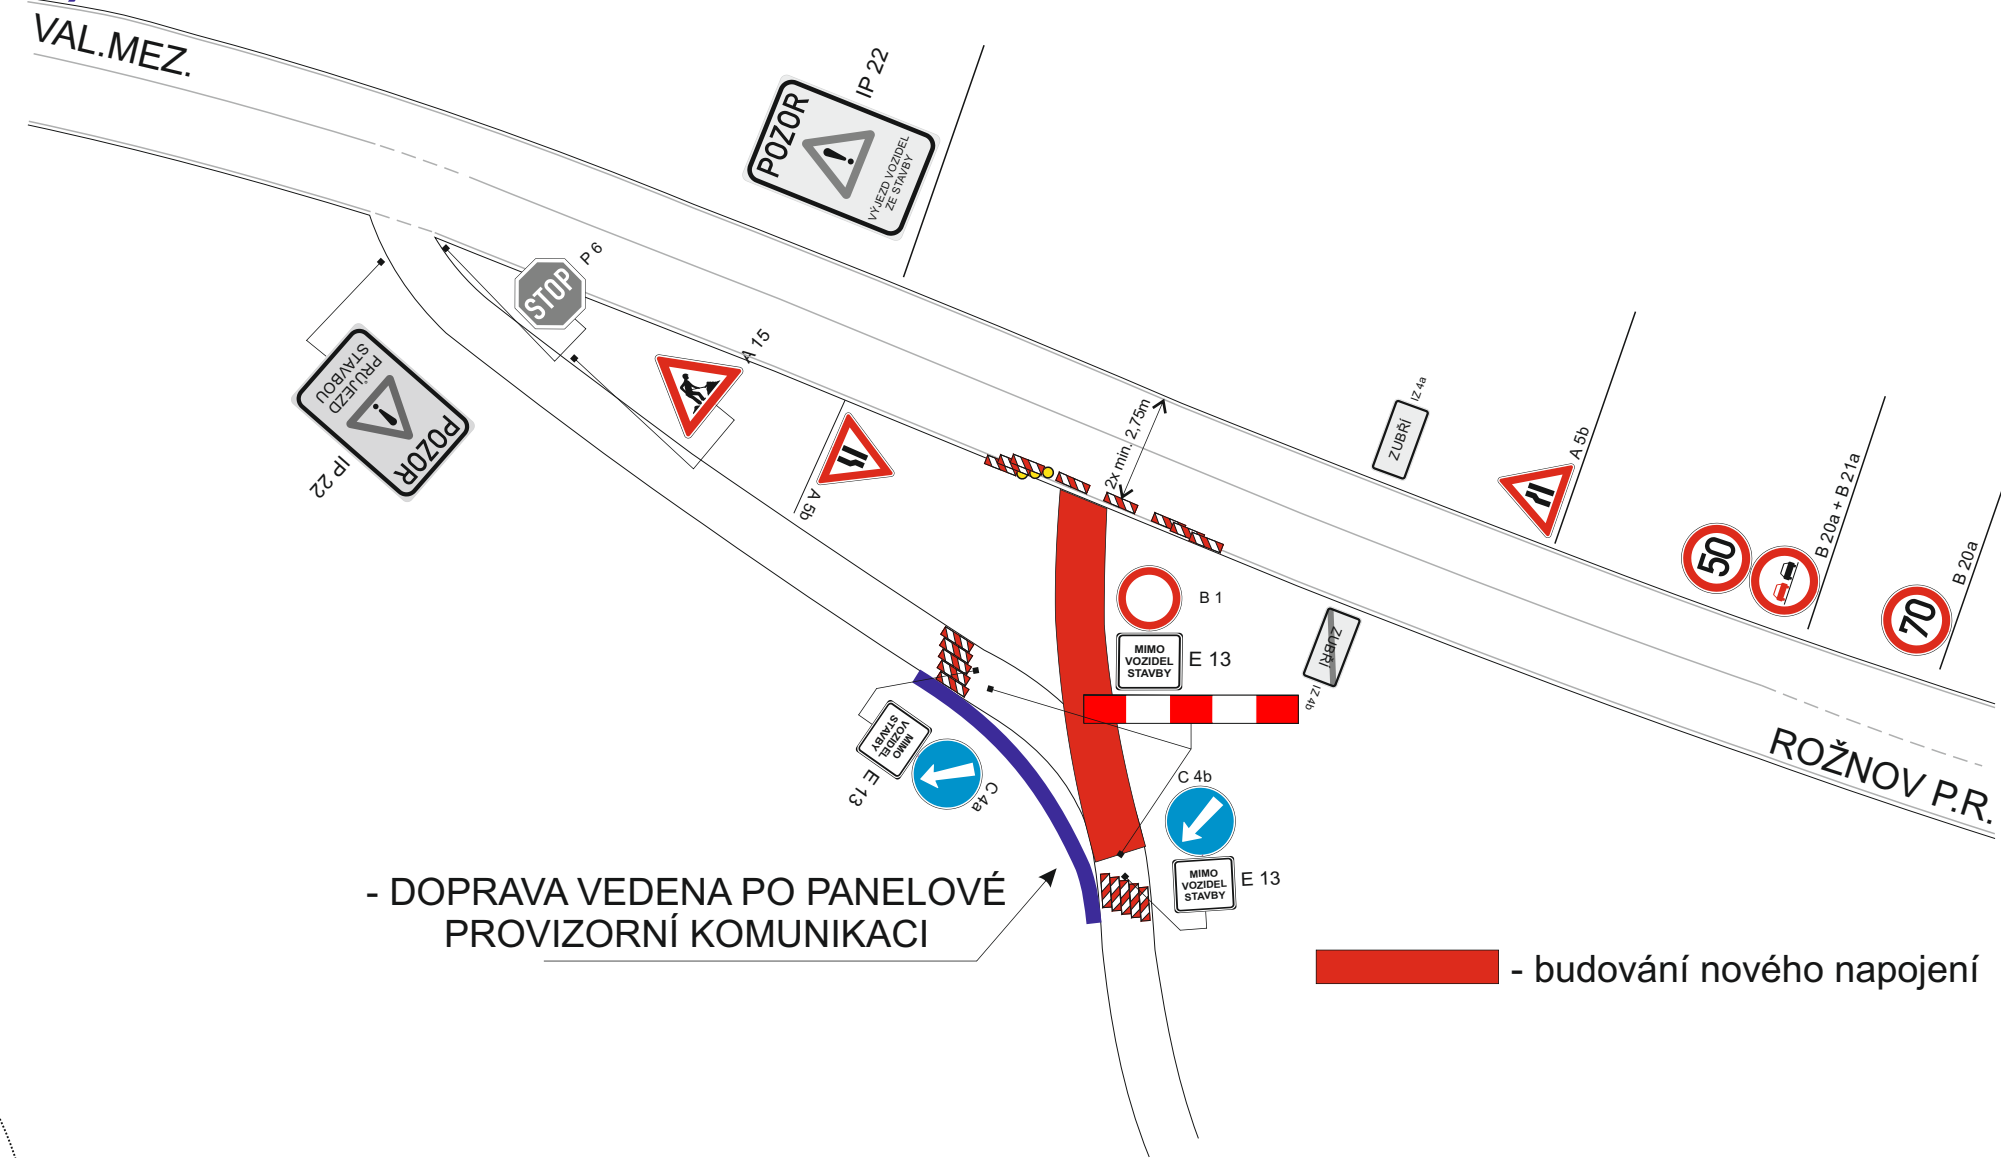 VAL.MEZ.
IP 22
POZOR
VÝJEZD VOZIDEL
ZE STAVBY
P 6
STOP
PRŮJEZD
STAVBOU
POZOR
IP 22
A 15
A 5b
2x min. 2,75m
ZUBŘÍ
IZ 4a
A 5b
50
B 20a + B 21a
70
B 20a
B 1
MIMO
VOZIDEL
STAVBY
E 13
ZUBŘÍ
IZ 4b
MIMO
VOZIDEL
STAVBY
E 13
C 4a
C 4b
MIMO
VOZIDEL
STAVBY
E 13
ROŽNOV P.R.
- DOPRAVA VEDENA PO PANELOVÉ
PROVIZORNÍ KOMUNIKACI
- budování nového napojení